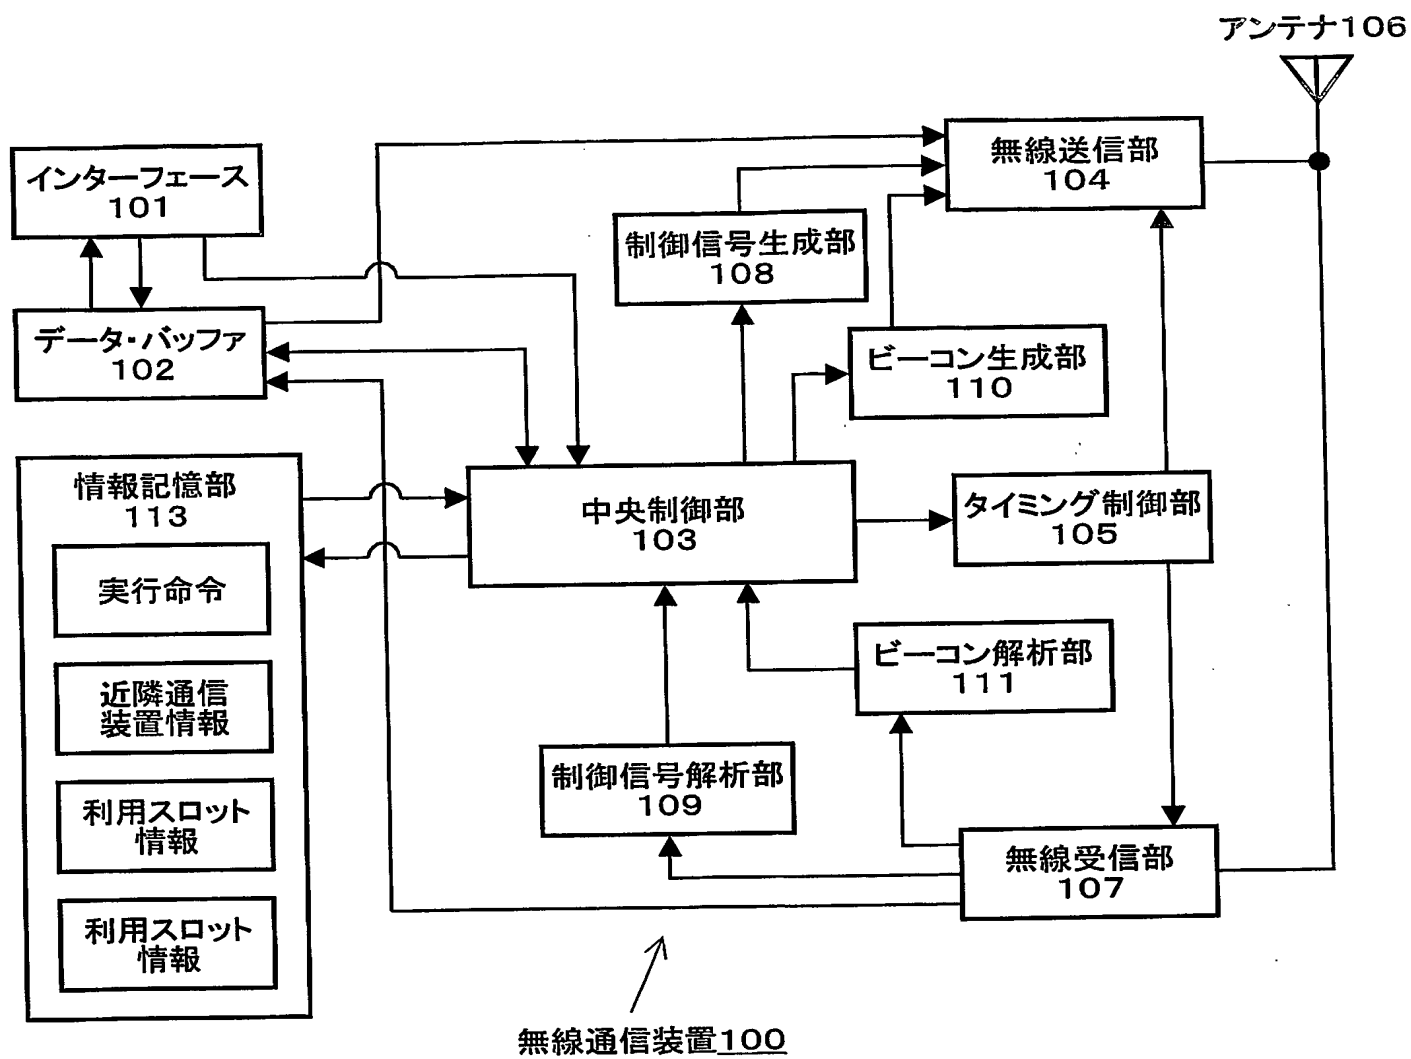 アンテナ106
無線送信部
104
インターフェース
101
制御信号生成部
108
データ・バッファ
102
ビーコン生成部
110
情報記憶部
113
中央制御部
103
タイミング制御部
105
実行命令
近隣通信
装置情報
ビーコン解析部
111
制御信号解析部
109
利用スロット
情報
無線受信部
107
利用スロット
情報
無線通信装置100